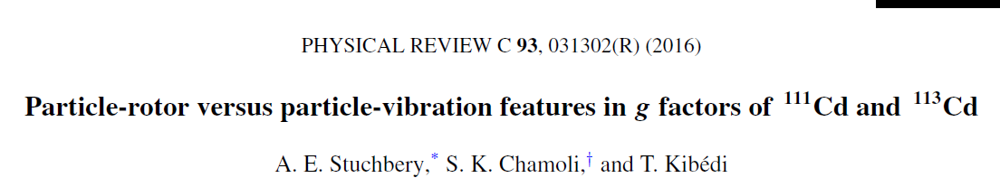 PHYSICAL REVIEW C 93, 031302(R) (2016)
Particle-rotor versus particle-vibration features in g factors of ¹¹¹Cd and ¹¹³Cd
A. E. Stuchbery,* S. K. Chamoli,† and T. Kibédi